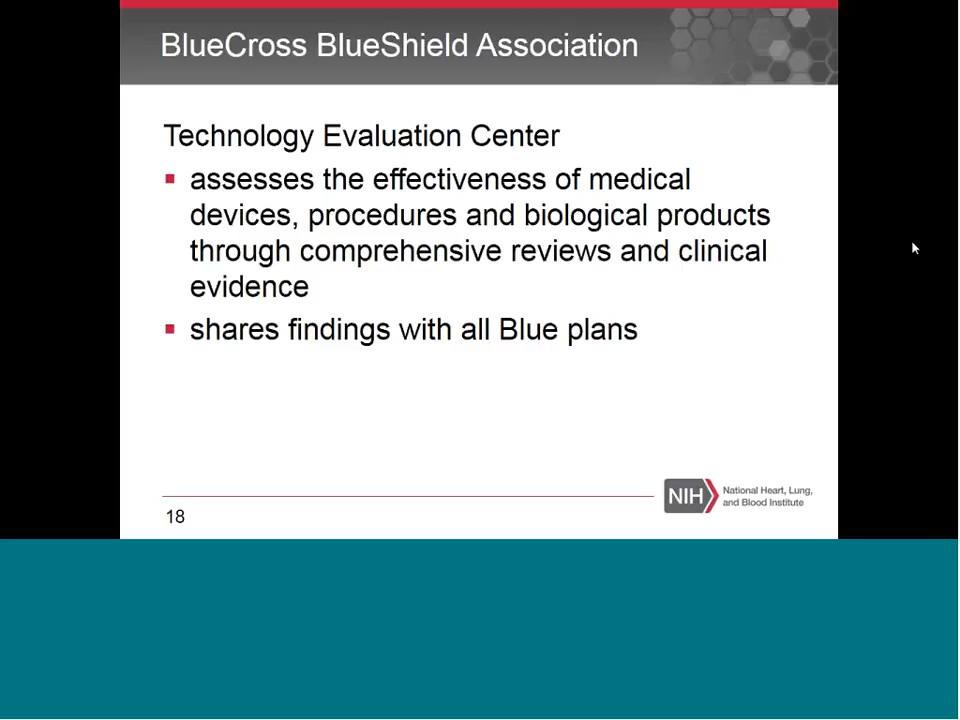 BlueCross BlueShield Association
Technology Evaluation Center
assesses the effectiveness of medical
devices, procedures and biological products
through comprehensive reviews and clinical
evidence
shares findings with all Blue plans
NIH
National Heart, Lung,
and Blood Institute
18